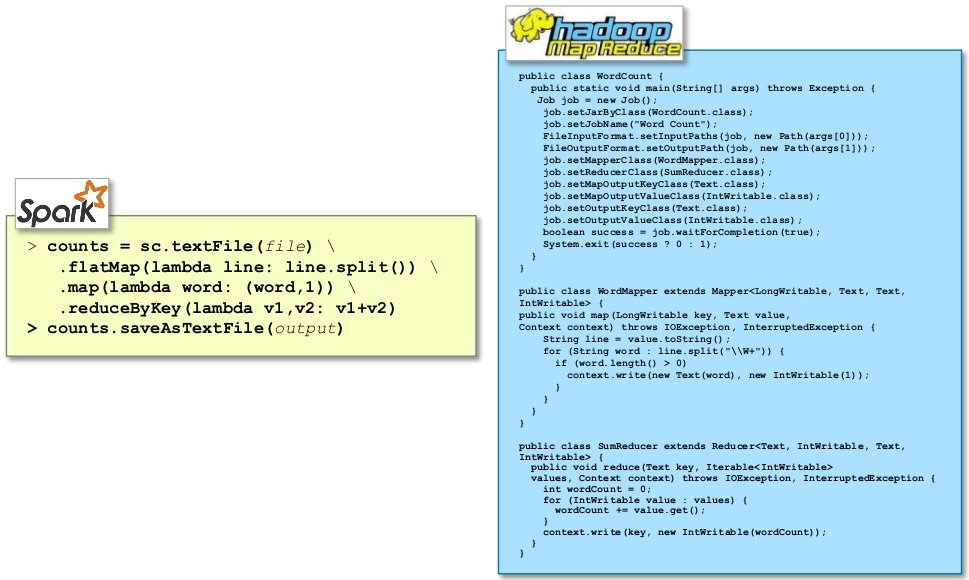 Spark
> counts = sc.textFile(file) \
.flatMap(lambda line: line.split()) \
.map(lambda word: (word,1)) \
.reduceByKey(lambda v1,v2: v1+v2)
> counts.saveAsTextFile(output)
hadoop
Map Reduce
public class WordCount {
public static void main(String[] args) throws Exception {
Job job = new Job();
job.setJarByClass(WordCount.class);
job.setJobName("Word Count");
FileInputFormat.setInputPaths(job, new Path(args[0]));
FileOutputFormat.setOutputPath(job, new Path(args[1]));
job.setMapperClass(WordMapper.class);
job.setReducerClass(SumReducer.class);
job.setMapOutputKeyClass(Text.class);
job.setMapOutputValueClass(IntWritable.class);
job.setOutputKeyClass(Text.class);
job.setOutputValueClass(IntWritable.class);
boolean success = job.waitForCompletion(true);
System.exit(success ? 0 : 1);
}
}
public class WordMapper extends Mapper<LongWritable, Text, Text,
IntWritable> {
public void map(LongWritable key, Text value,
Context context) throws IOException, InterruptedException {
String line = value.toString();
for (String word : line.split("\\W+")) {
if (word.length() > 0)
context.write(new Text(word), new IntWritable(1));
}
}
}
}
public class SumReducer extends Reducer<Text, IntWritable, Text,
IntWritable> {
public void reduce(Text key, Iterable<IntWritable>
values, Context context) throws IOException, InterruptedException {
int wordCount = 0;
for (IntWritable value : values) {
wordCount += value.get();
}
context.write(key, new IntWritable(wordCount));
}
}